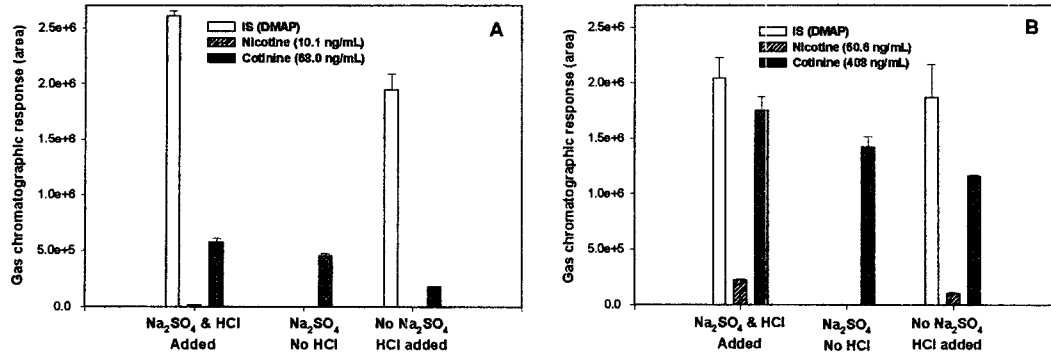 A
Gas chromatographic response (area)
2.5e+6
2.0e+6
1.5e+6
1.0e+6
5.0e+5
0.0
IS (DMAP)
Nicotine (10.1 ng/mL)
Cotinine (68.0 ng/mL)
Na₂SO₄ & HCl
Added
Na₂SO₄
No HCl
No Na₂SO₄
HCl added
B
Gas chromatographic response (area)
2.5e+6
2.0e+6
1.5e+6
1.0e+6
5.0e+5
0.0
IS (DMAP)
Nicotine (60.6 ng/mL)
Cotinine (408 ng/mL)
Na₂SO₄ & HCl
Added
Na₂SO₄
No HCl
No Na₂SO₄
HCl added